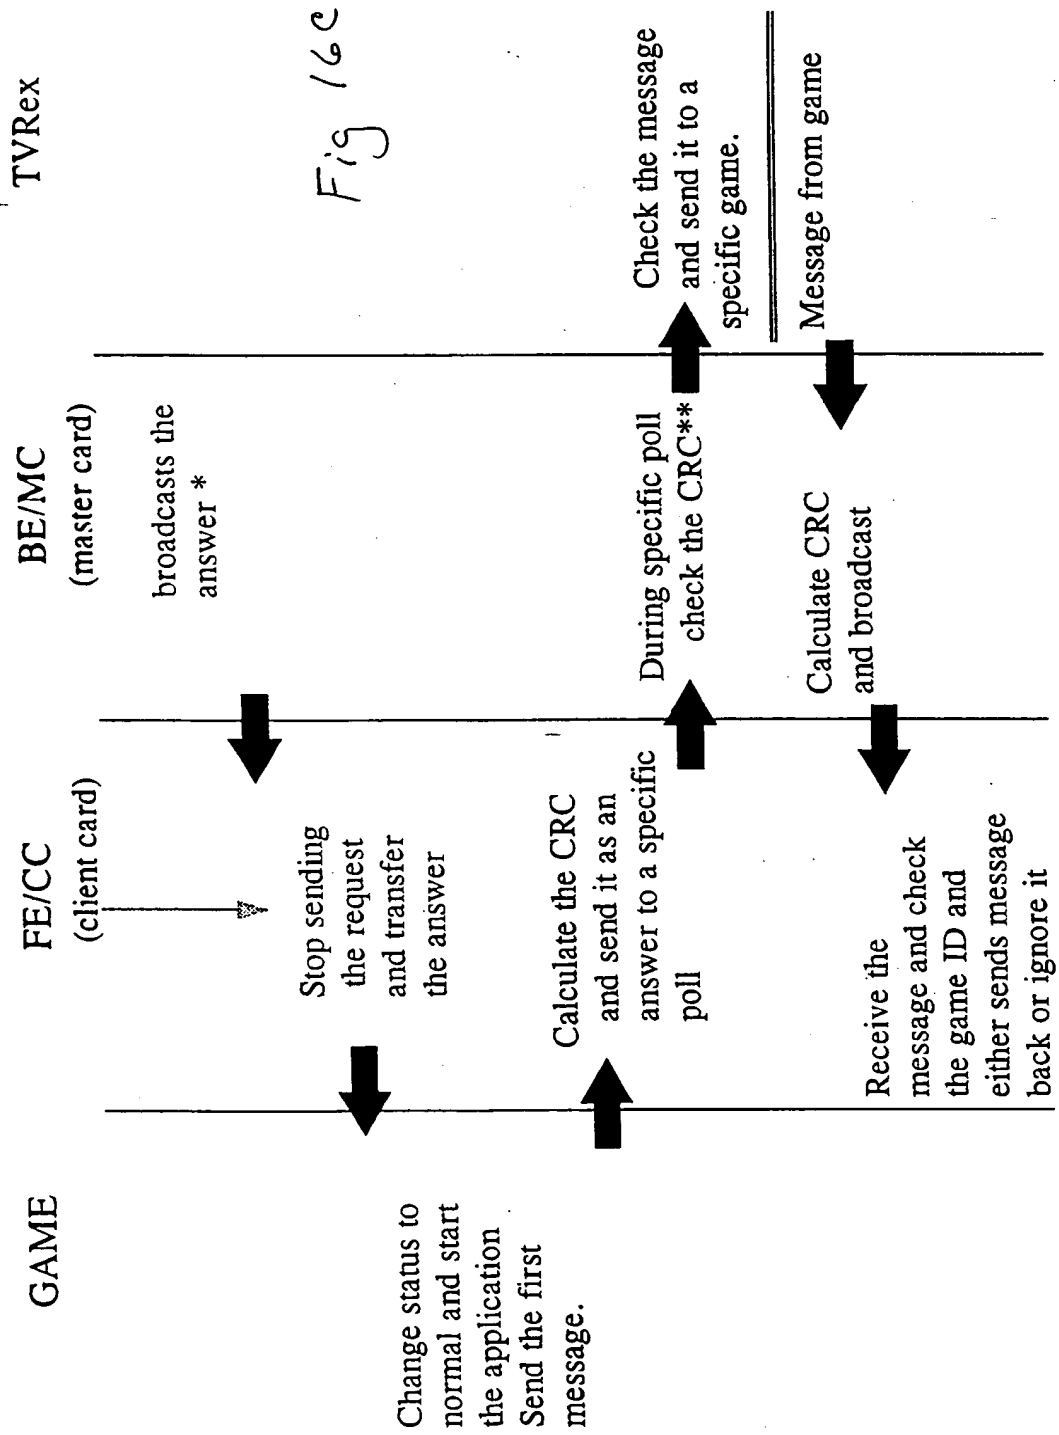 GAME
FE/CC
(client card)
BE/MC
(master card)
TVRex
broadcasts the
answer *
Fig 16c
Stop sending
the request
and transfer
the answer
Change status to
normal and start
the application
Send the first
message.
Calculate the CRC
and send it as an
answer to a specific
poll
During specific poll
check the CRC**
Check the message
and send it to a
specific game.
Message from game
Calculate CRC
and broadcast
Receive the
message and check
the game ID and
either sends message
back or ignore it